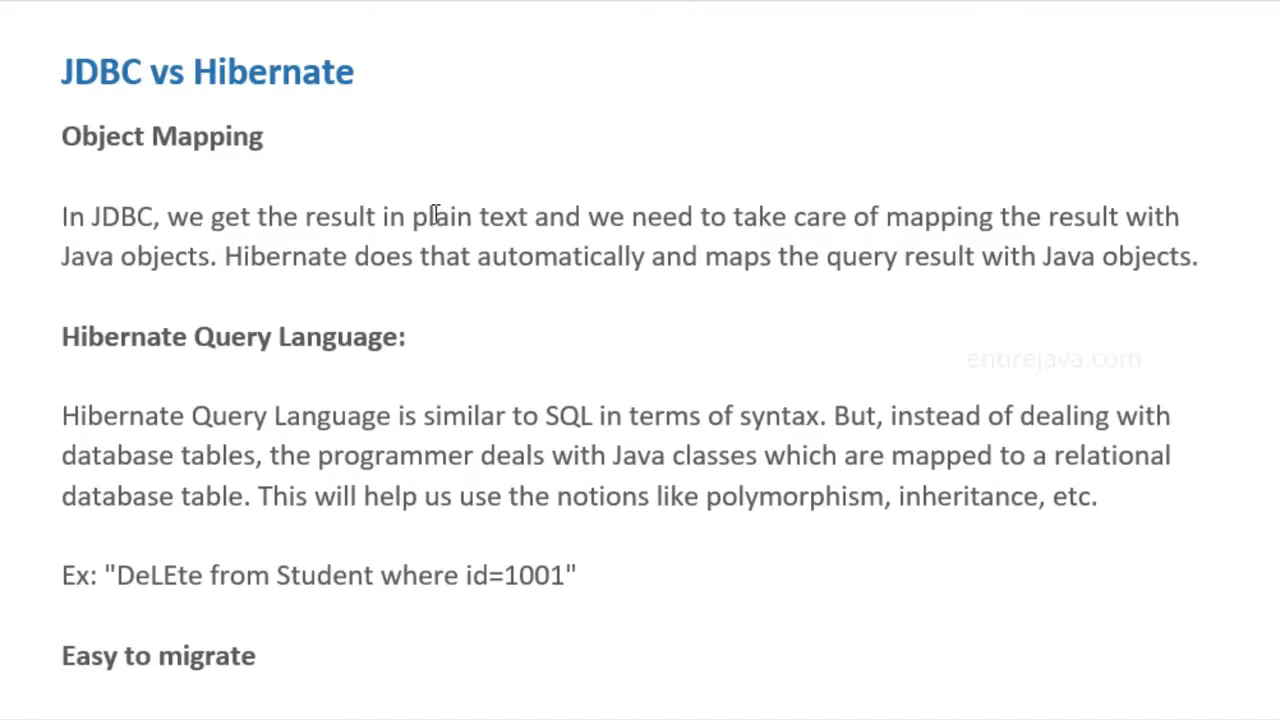 JDBC vs Hibernate
Object Mapping
In JDBC, we get the result in plain text and we need to take care of mapping the result with
Java objects. Hibernate does that automatically and maps the query result with Java objects.
Hibernate Query Language:
entirejava.com
Hibernate Query Language is similar to SQL in terms of syntax. But, instead of dealing with
database tables, the programmer deals with Java classes which are mapped to a relational
database table. This will help us use the notions like polymorphism, inheritance, etc.
Ex: "DeLEte from Student where id=1001"
Easy to migrate